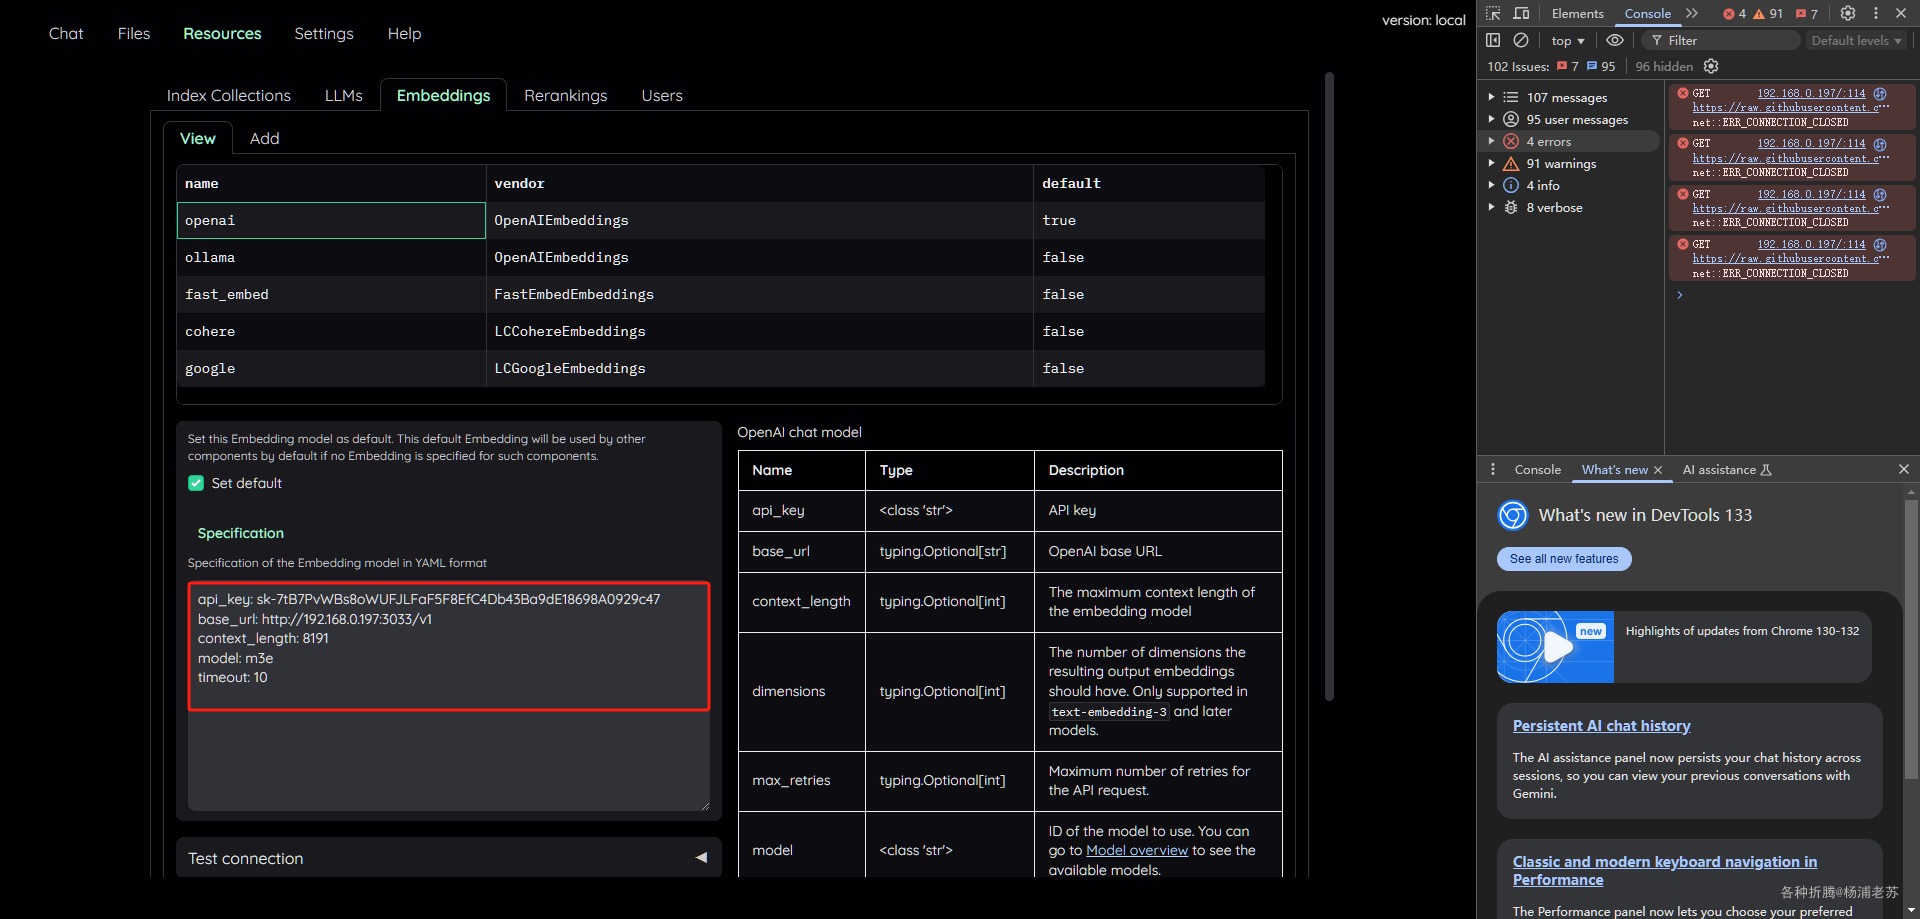 Chat Files Resources Settings Help
version: local
Index Collections LLMs Embeddings Rerankings Users
View Add
name vendor default
openai OpenAIEmbeddings true
ollama OpenAIEmbeddings false
fast_embed FastEmbedEmbeddings false
cohere LCCohereEmbeddings false
google LCGoogleEmbeddings false
Set this Embedding model as default. This default Embedding will be used by other
components by default if no Embedding is specified for such components.
Set default
Specification
Specification of the Embedding model in YAML format
api_key: sk-7tB7PvWBs8oWUFJLFaF5F8EfC4Db43Ba9dE18698A0929c47
base_url: http://192.168.0.197:3033/v1
context_length: 8191
model: m3e
timeout: 10
Test connection
OpenAI chat model
Name Type Description
api_key <class 'str'> API key
base_url typing.Optional[str] OpenAI base URL
context_length typing.Optional[int] The maximum context length of
the embedding model
dimensions typing.Optional[int] The number of dimensions the
resulting output embeddings
should have. Only supported in
text-embedding-3 and later
models.
max_retries typing.Optional[int] Maximum number of retries for
the API request.
model <class 'str'> ID of the model to use. You can
go to Model overview to see the
available models.
Elements Console 4 91 7
top Filter Default levels
102 Issues: 7 95 96 hidden
107 messages
95 user messages
4 errors
91 warnings
4 info
8 verbose
GET 192.168.0.197/:114
https://raw.githubusercontent.c…
net::ERR_CONNECTION_CLOSED
GET 192.168.0.197/:114
https://raw.githubusercontent.c…
net::ERR_CONNECTION_CLOSED
GET 192.168.0.197/:114
https://raw.githubusercontent.c…
net::ERR_CONNECTION_CLOSED
GET 192.168.0.197/:114
https://raw.githubusercontent.c…
net::ERR_CONNECTION_CLOSED
Console What's new AI assistance
What's new in DevTools 133
See all new features
new
Highlights of updates from Chrome 130-132
Persistent AI chat history
The AI assistance panel now persists your chat history across
sessions, so you can view your previous conversations with
Gemini.
Classic and modern keyboard navigation in
Performance
The Performance panel now lets you choose your preferred
各种折腾@杨浦老苏